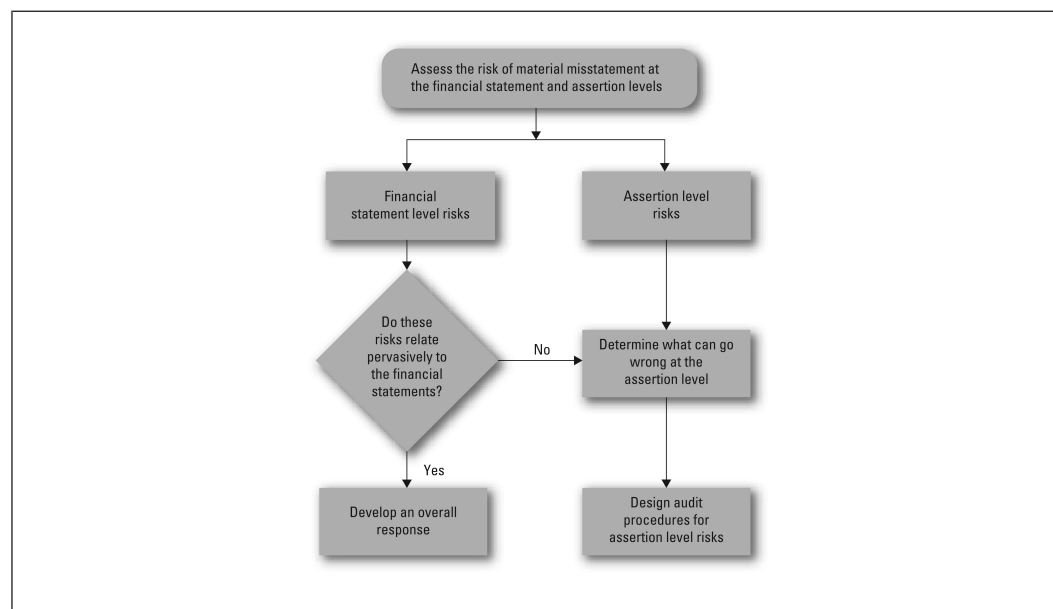 Assess the risk of material misstatement at
the financial statement and assertion levels
Financial
statement level risks
Assertion level
risks
Do these
risks relate
pervasively to
the financial
statements?
No
Determine what can go
wrong at the
assertion level
Yes
Develop an overall
response
Design audit
procedures for
assertion level risks